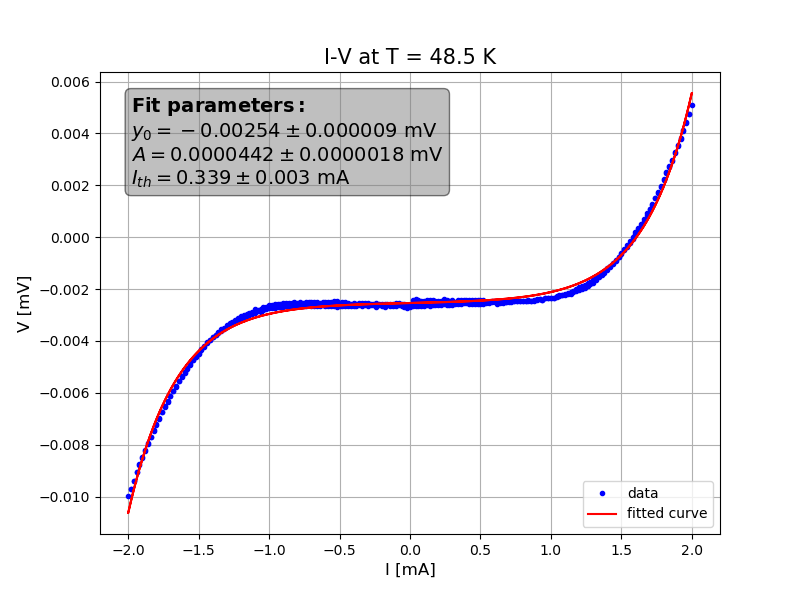 I-V at T = 48.5 K
Fit parameters:
y₀ = −0.00254 ± 0.000009 mV
A = 0.0000442 ± 0.0000018 mV
Iₜₕ = 0.339 ± 0.003 mA
V [mV]
0.006
0.004
0.002
0.000
−0.002
−0.004
−0.006
−0.008
−0.010
data
fitted curve
−2.0 −1.5 −1.0 −0.5 0.0 0.5 1.0 1.5 2.0
I [mA]